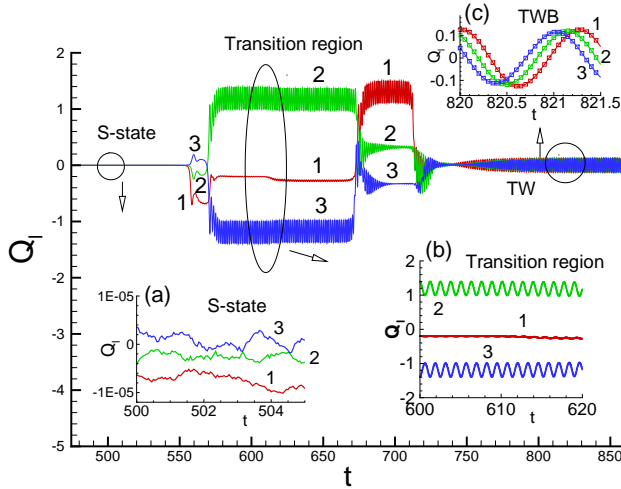 (c) TWB
Q_l
0.1
0
-0.1
1
2
3
820 820.5 821 821.5
t
2
1
0
-1
-2
-3
-4
-5
Q_l
Transition region
S-state
3
2
1
2
1
3
1
2
3
TW
(a) S-state
1E-05
0
-1E-05
Q_l
3
2
1
500 502 504
t
(b) Transition region
2
1
0
-1
-2
Q_l
2
1
3
600 610 620
t
500 550 600 650 700 750 800 850
t